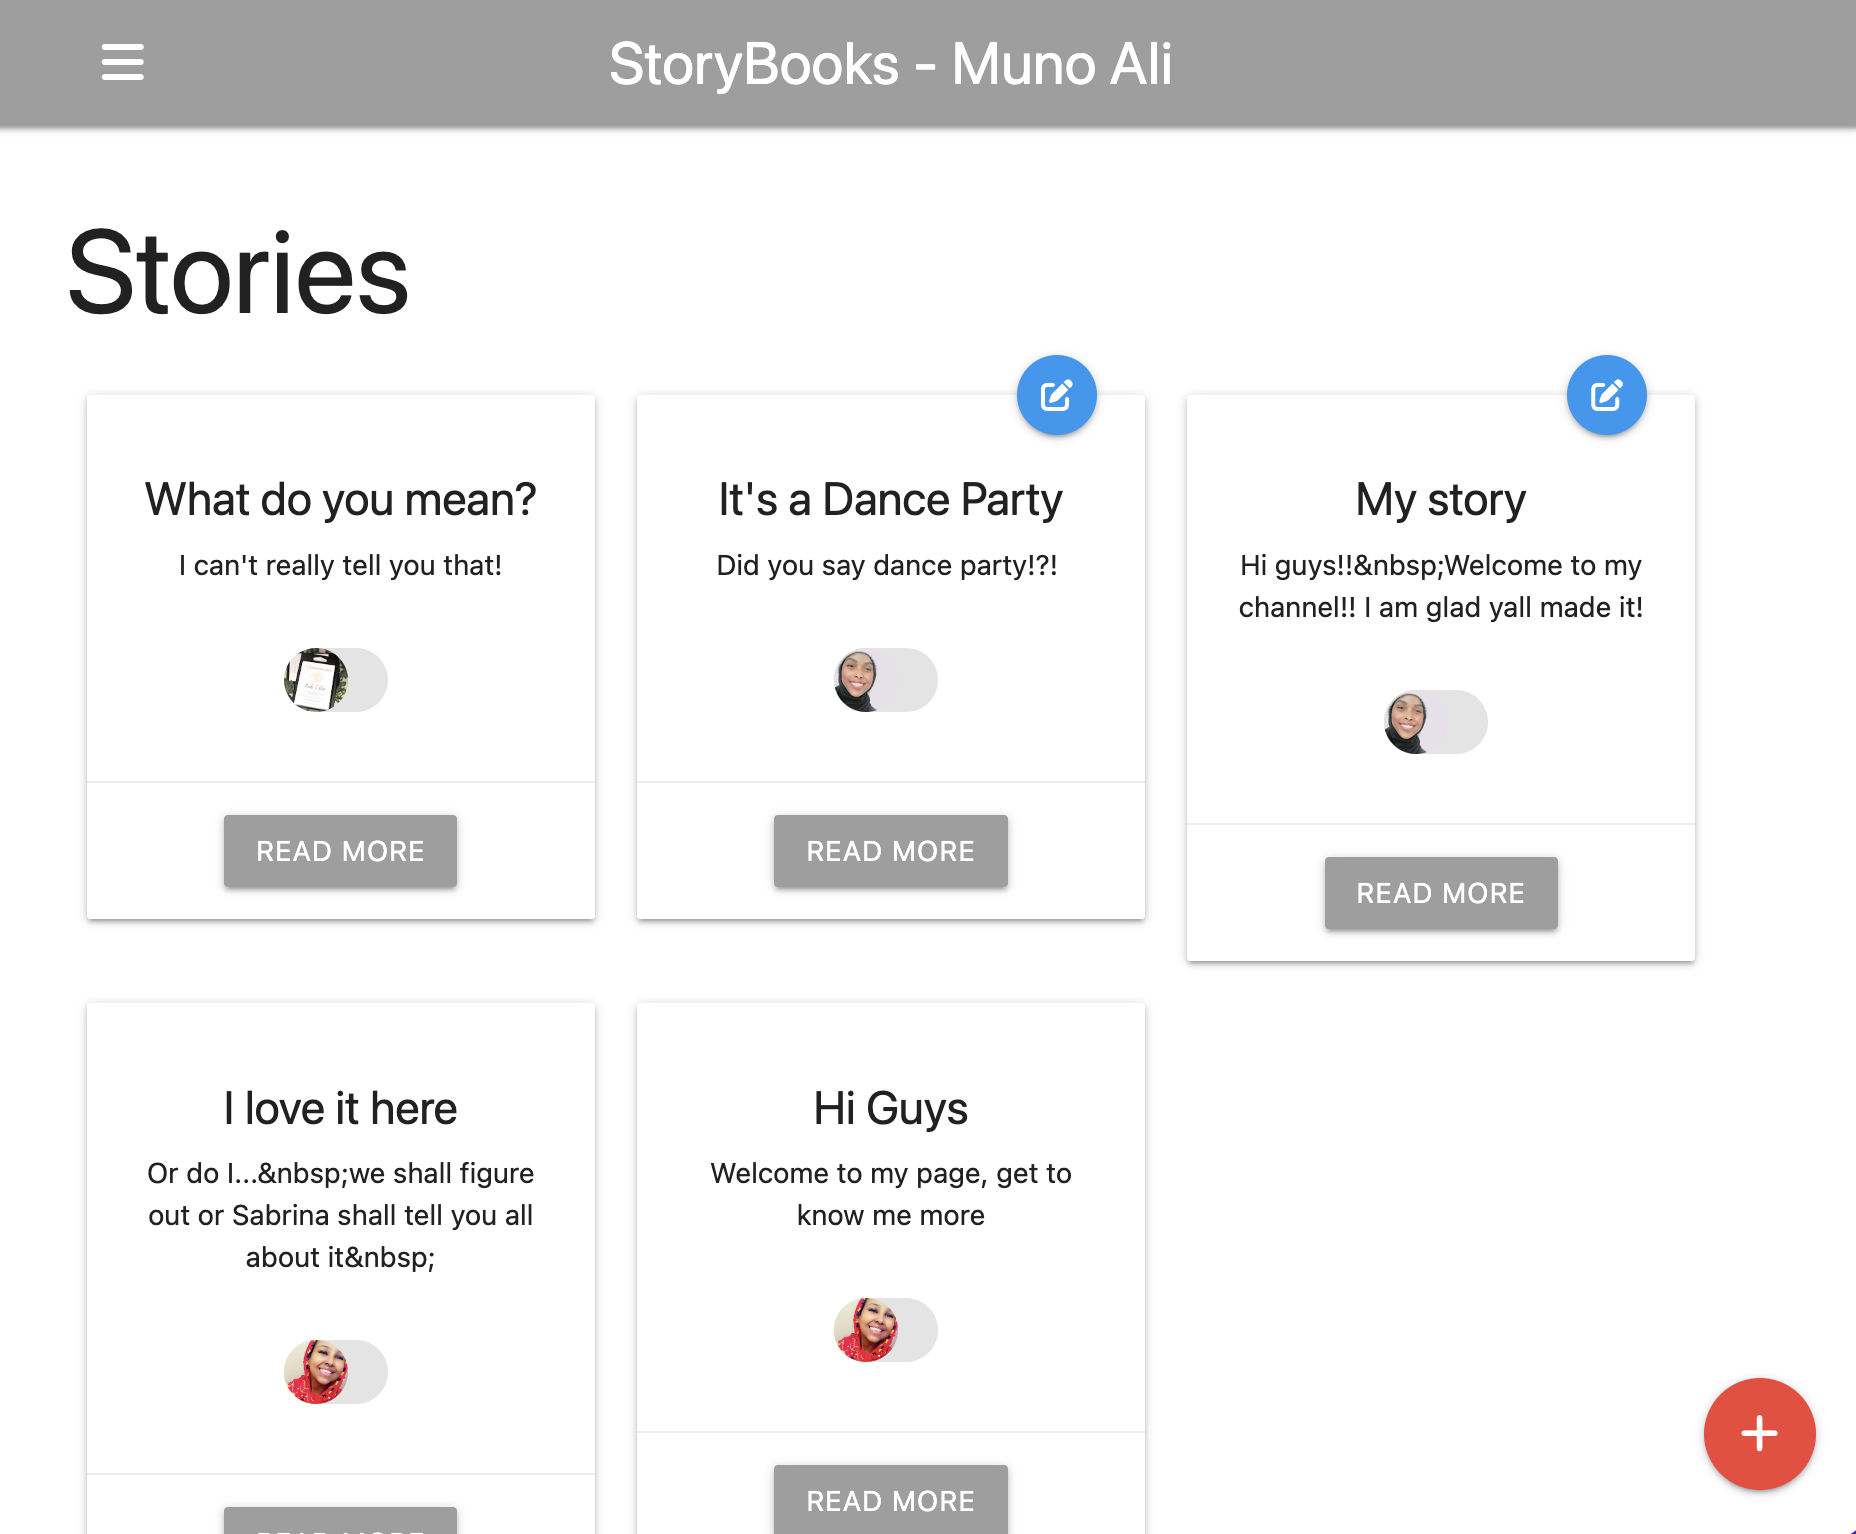 StoryBooks - Muno Ali
Stories
What do you mean?
I can't really tell you that!
READ MORE
It's a Dance Party
Did you say dance party!?!
READ MORE
My story
Hi guys!!&nbsp;Welcome to my
channel!! I am glad yall made it!
READ MORE
I love it here
Or do I...&nbsp;we shall figure
out or Sabrina shall tell you all
about it&nbsp;
READ MORE
Hi Guys
Welcome to my page, get to
know me more
READ MORE